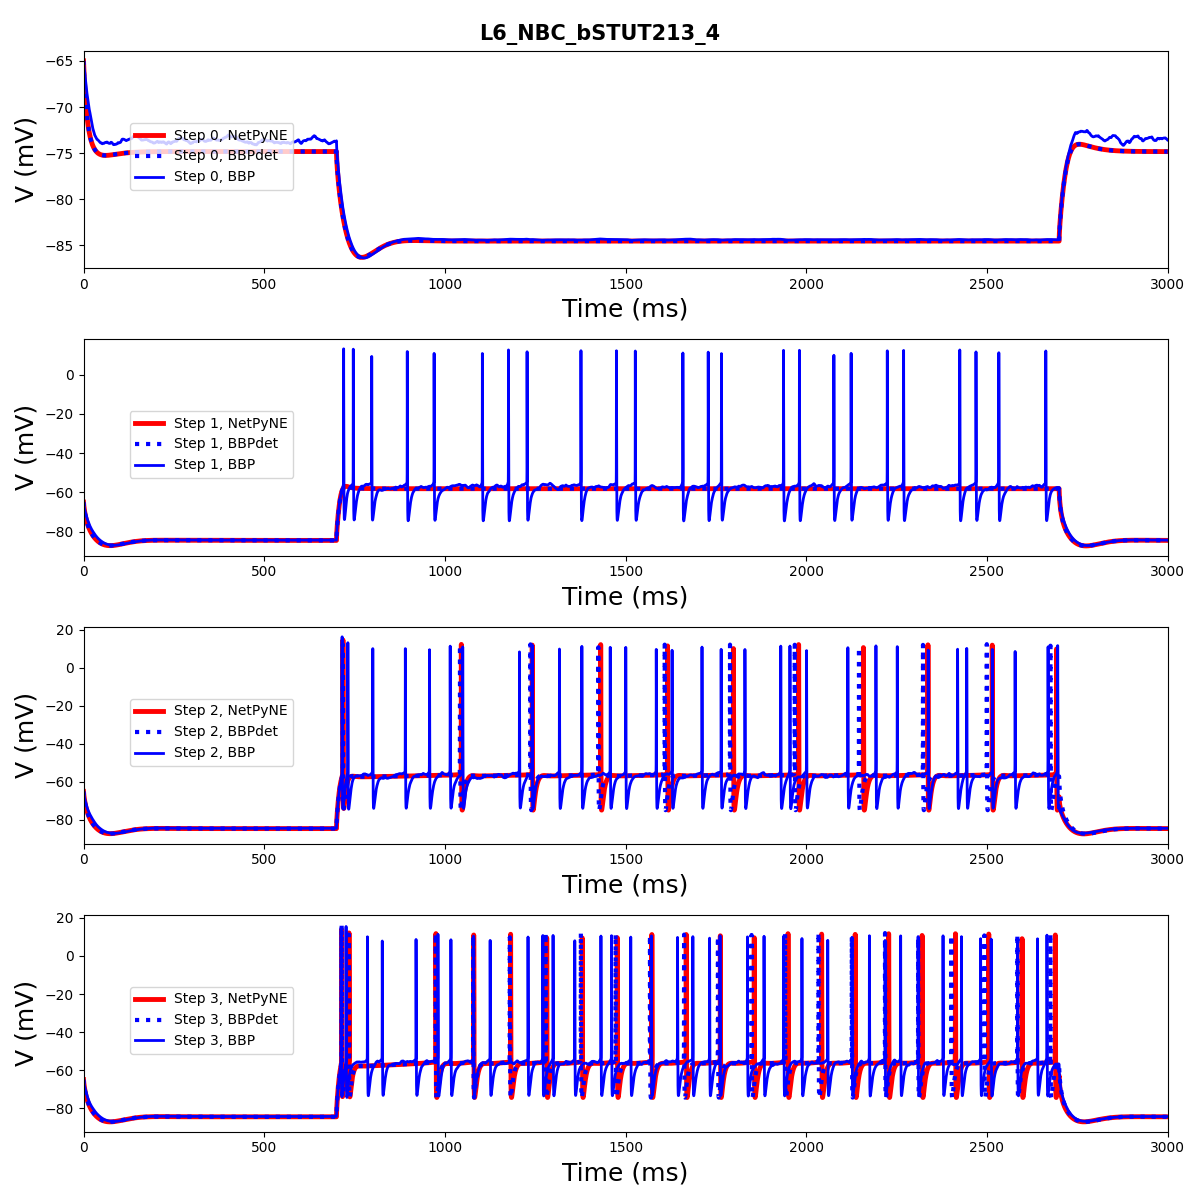 L6_NBC_bSTUT213_4
−65
−70
−75
−80
−85
V (mV)
Step 0, NetPyNE
Step 0, BBPdet
Step 0, BBP
0 500 1000 1500 2000 2500 3000
Time (ms)
0
−20
−40
−60
−80
V (mV)
Step 1, NetPyNE
Step 1, BBPdet
Step 1, BBP
0 500 1000 1500 2000 2500 3000
Time (ms)
20
0
−20
−40
−60
−80
V (mV)
Step 2, NetPyNE
Step 2, BBPdet
Step 2, BBP
0 500 1000 1500 2000 2500 3000
Time (ms)
20
0
−20
−40
−60
−80
V (mV)
Step 3, NetPyNE
Step 3, BBPdet
Step 3, BBP
0 500 1000 1500 2000 2500 3000
Time (ms)